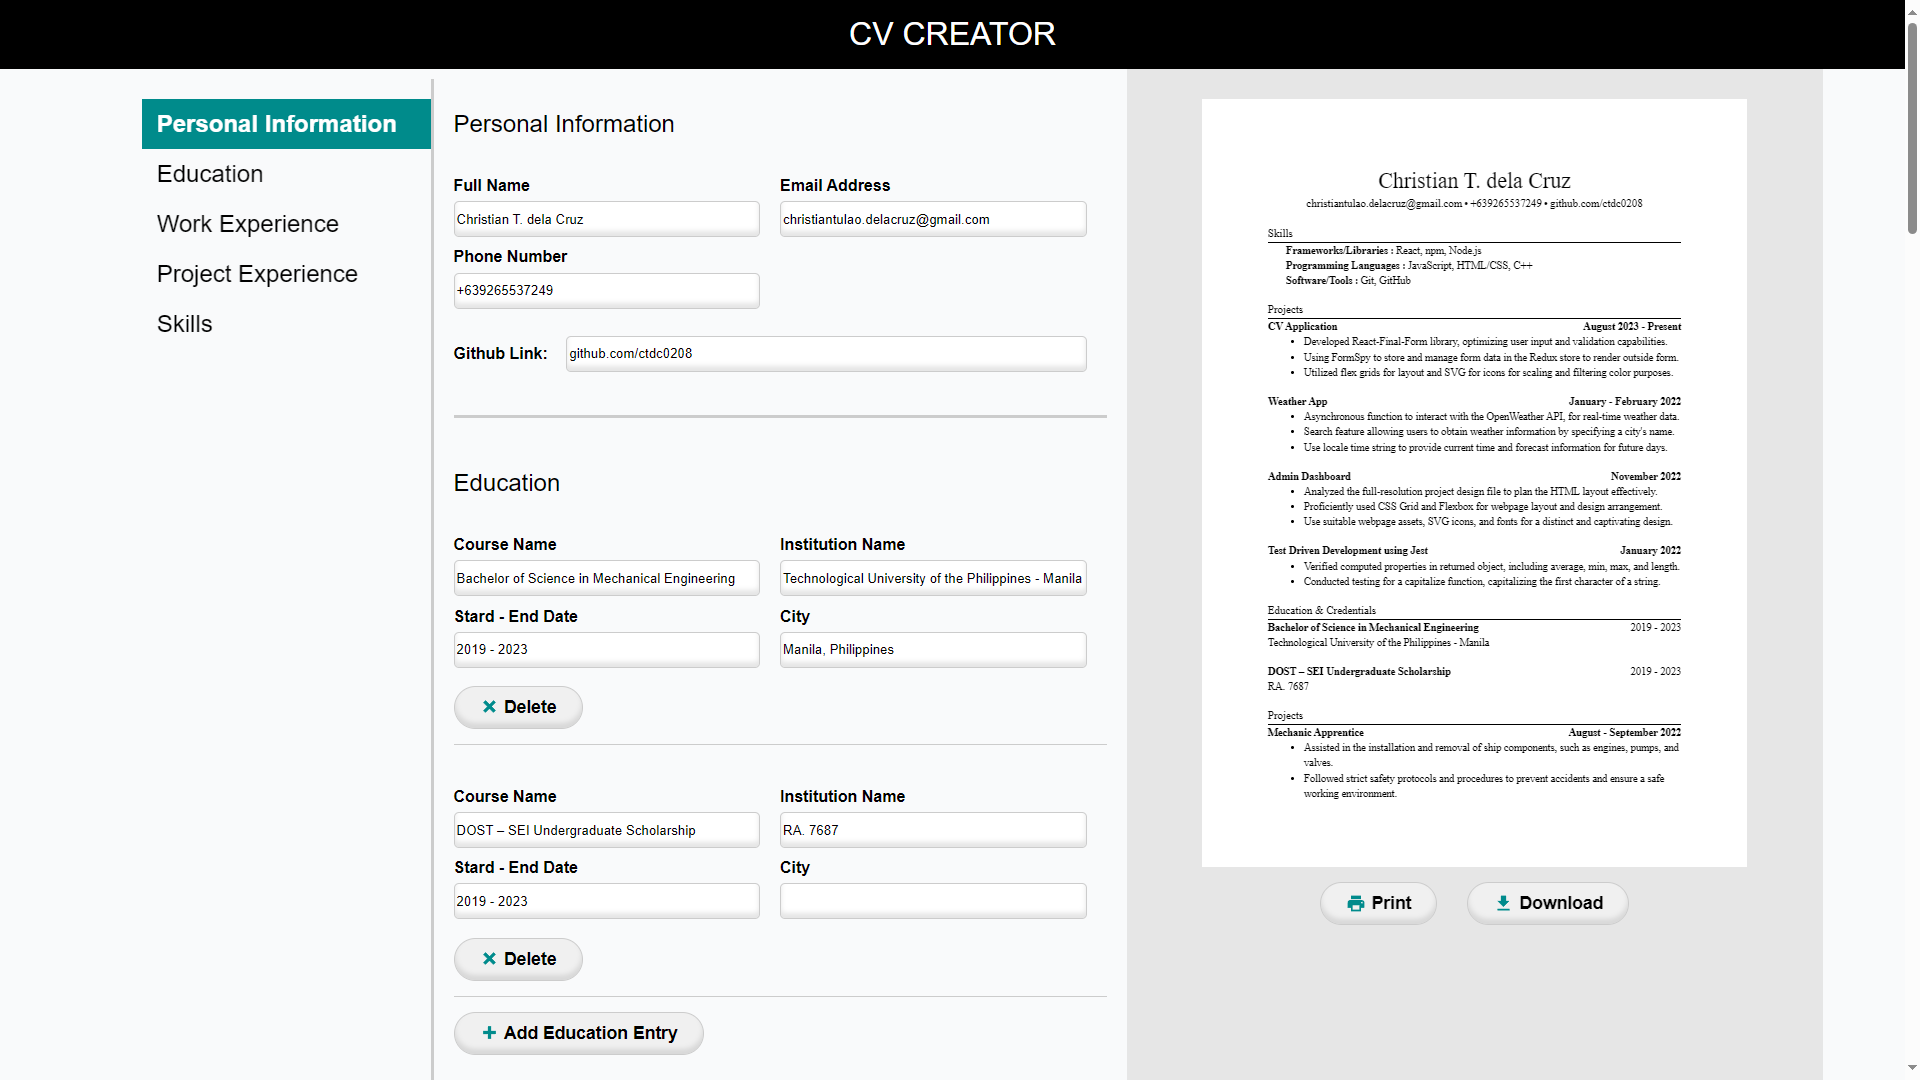 CV CREATOR
Personal Information
Education
Work Experience
Project Experience
Skills
Personal Information
Full Name
Email Address
Christian T. dela Cruz
christiantulao.delacruz@gmail.com
Phone Number
+639265537249
Github Link:
github.com/ctdc0208
Education
Course Name
Institution Name
Bachelor of Science in Mechanical Engineering
Technological University of the Philippines - Manila
Stard - End Date
City
2019 - 2023
Manila, Philippines
Delete
Course Name
Institution Name
DOST – SEI Undergraduate Scholarship
RA. 7687
Stard - End Date
City
2019 - 2023
Delete
Add Education Entry
Christian T. dela Cruz
christiantulao.delacruz@gmail.com • +639265537249 • github.com/ctdc0208
Skills
Frameworks/Libraries : React, npm, Node.js
Programming Languages : JavaScript, HTML/CSS, C++
Software/Tools : Git, GitHub
Projects
CV Application August 2023 - Present
• Developed React-Final-Form library, optimizing user input and validation capabilities.
• Using FormSpy to store and manage form data in the Redux store to render outside form.
• Utilized flex grids for layout and SVG for icons for scaling and filtering color purposes.
Weather App January - February 2022
• Asynchronous function to interact with the OpenWeather API, for real-time weather data.
• Search feature allowing users to obtain weather information by specifying a city's name.
• Use locale time string to provide current time and forecast information for future days.
Admin Dashboard November 2022
• Analyzed the full-resolution project design file to plan the HTML layout effectively.
• Proficiently used CSS Grid and Flexbox for webpage layout and design arrangement.
• Use suitable webpage assets, SVG icons, and fonts for a distinct and captivating design.
Test Driven Development using Jest January 2022
• Verified computed properties in returned object, including average, min, max, and length.
• Conducted testing for a capitalize function, capitalizing the first character of a string.
Education & Credentials
Bachelor of Science in Mechanical Engineering 2019 - 2023
Technological University of the Philippines - Manila
DOST – SEI Undergraduate Scholarship 2019 - 2023
RA. 7687
Projects
Mechanic Apprentice August - September 2022
• Assisted in the installation and removal of ship components, such as engines, pumps, and
valves.
• Followed strict safety protocols and procedures to prevent accidents and ensure a safe
working environment.
Print
Download